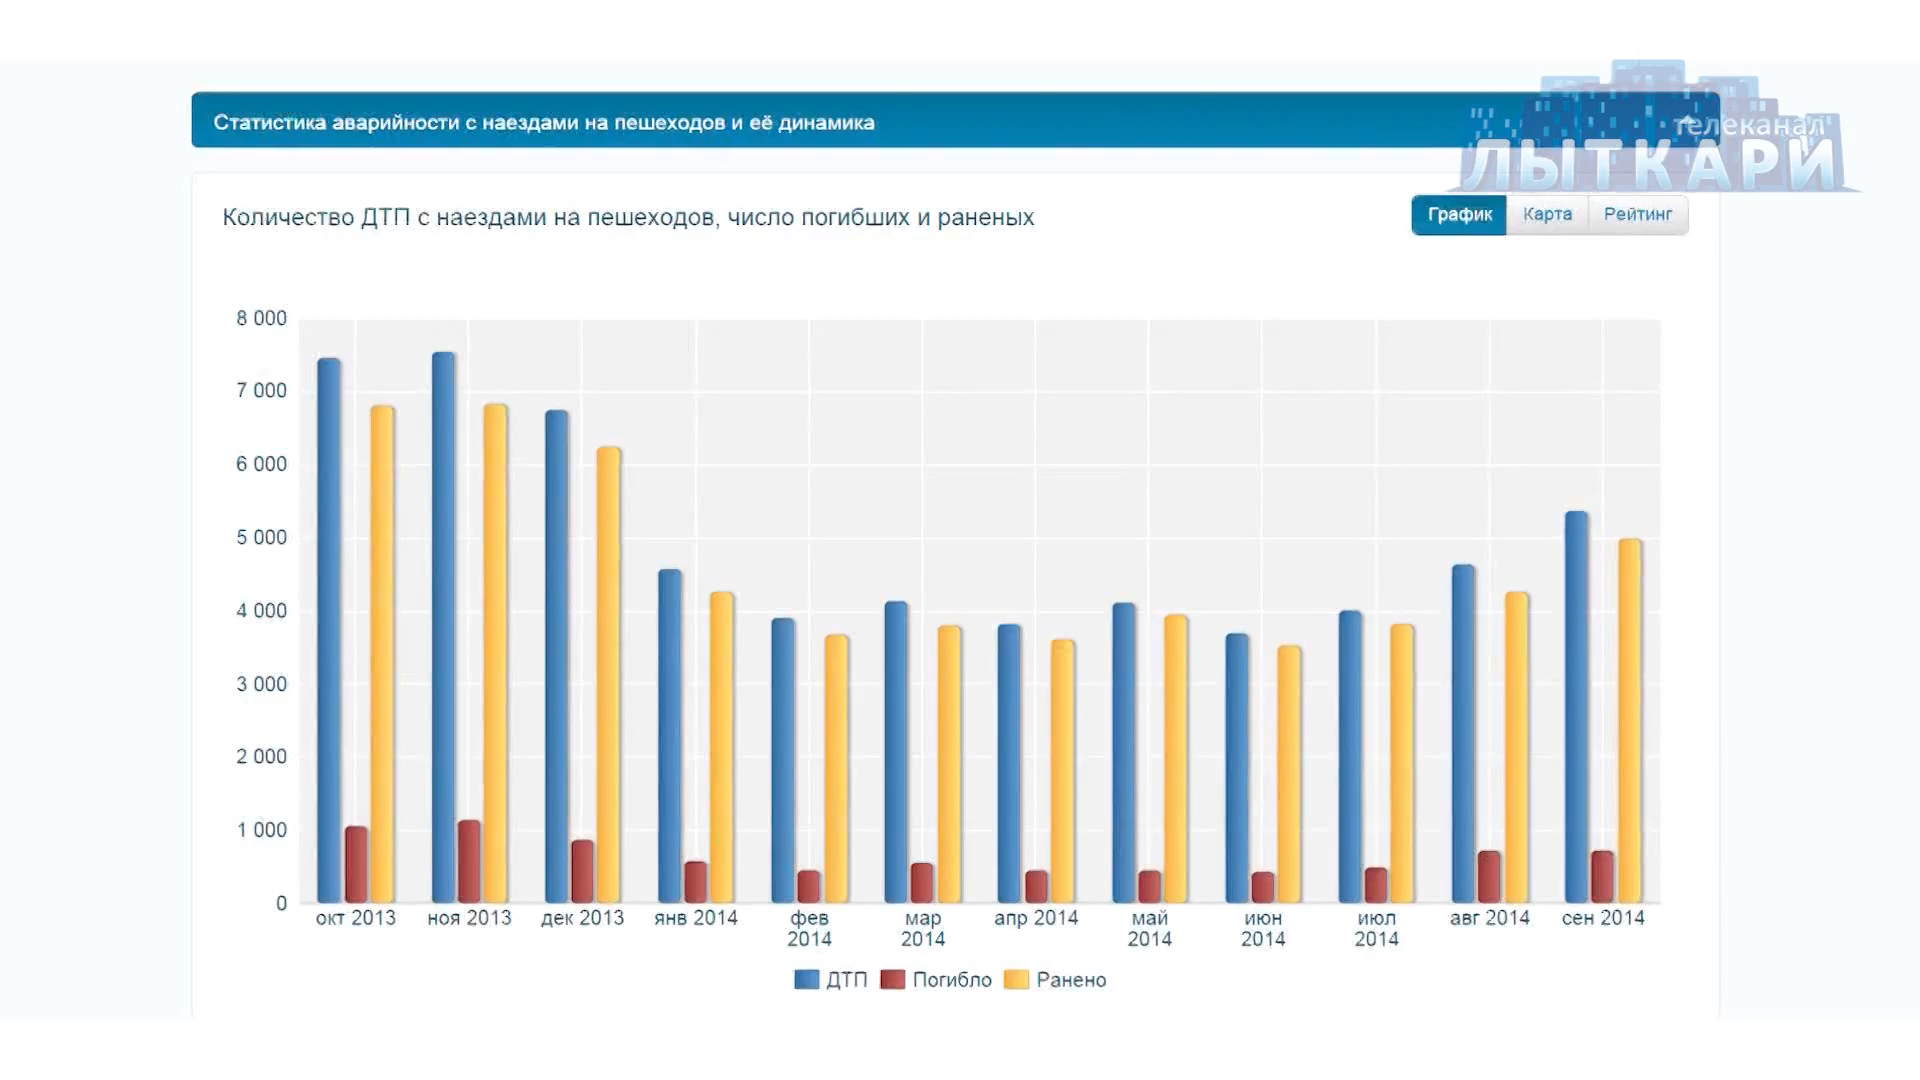 телеканал
ЛЫТКАРИ
Статистика аварийности с наездами на пешеходов и её динамика
Количество ДТП с наездами на пешеходов, число погибших и раненых
График Карта Рейтинг
8 000
7 000
6 000
5 000
4 000
3 000
2 000
1 000
0
окт 2013 ноя 2013 дек 2013 янв 2014 фев 2014 мар 2014 апр 2014 май 2014 июн 2014 июл 2014 авг 2014 сен 2014
ДТП Погибло Ранено